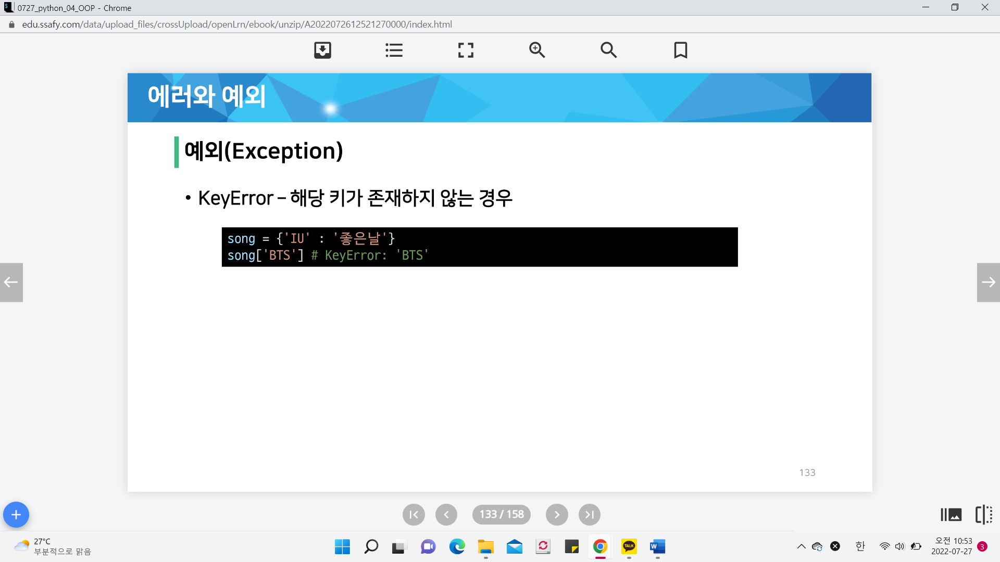 0727_python_04_OOP - Chrome
edu.ssafy.com/data/upload_files/crossUpload/openLrn/ebook/unzip/A2022072612521270000/index.html
에러와 예외
예외(Exception)
• KeyError – 해당 키가 존재하지 않는 경우
song = {'IU' : '좋은날'}
song['BTS'] # KeyError: 'BTS'
133
133 / 158
27°C
부분적으로 맑음
TALK
W
한
오전 10:53
2022-07-27
3